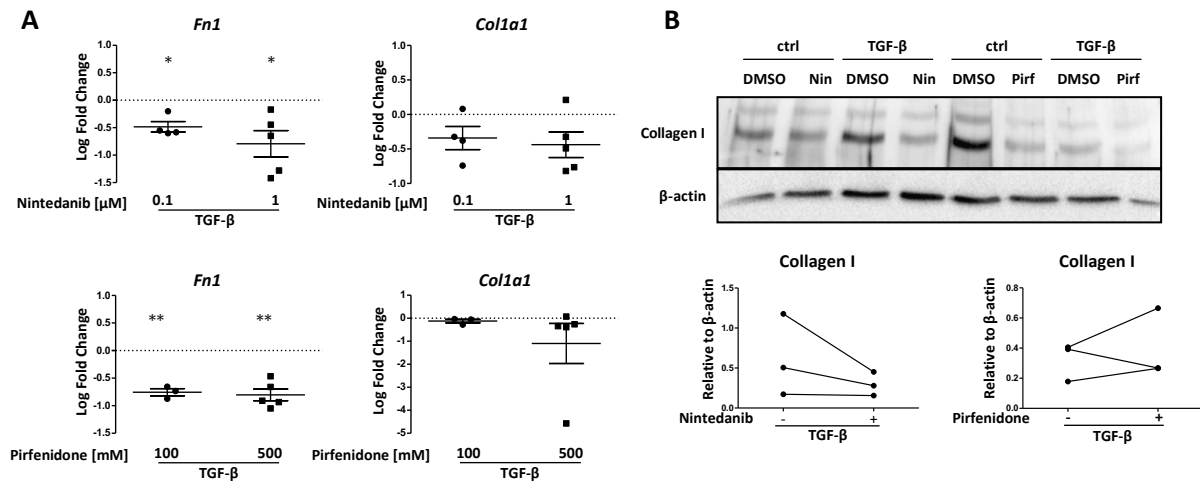 A
Fn1
Log Fold Change
1.0
0.5
0.0
-0.5
-1.0
-1.5
* *
Nintedanib [µM] 0.1 1
TGF-β
Col1a1
Log Fold Change
1.0
0.5
0.0
-0.5
-1.0
Nintedanib [µM] 0.1 1
TGF-β
Fn1
Log Fold Change
1.0
0.5
0.0
-0.5
-1.0
-1.5
** **
Pirfenidone [mM] 100 500
TGF-β
Col1a1
Log Fold Change
1
0
-1
-2
-3
-4
-5
Pirfenidone [mM] 100 500
TGF-β
B
ctrl TGF-β ctrl TGF-β
DMSO Nin DMSO Nin DMSO Pirf DMSO Pirf
Collagen I
β-actin
Collagen I
Relative to β-actin
1.5
1.0
0.5
0.0
Nintedanib - +
TGF-β
Collagen I
Relative to β-actin
0.8
0.6
0.4
0.2
0.0
Pirfenidone - +
TGF-β